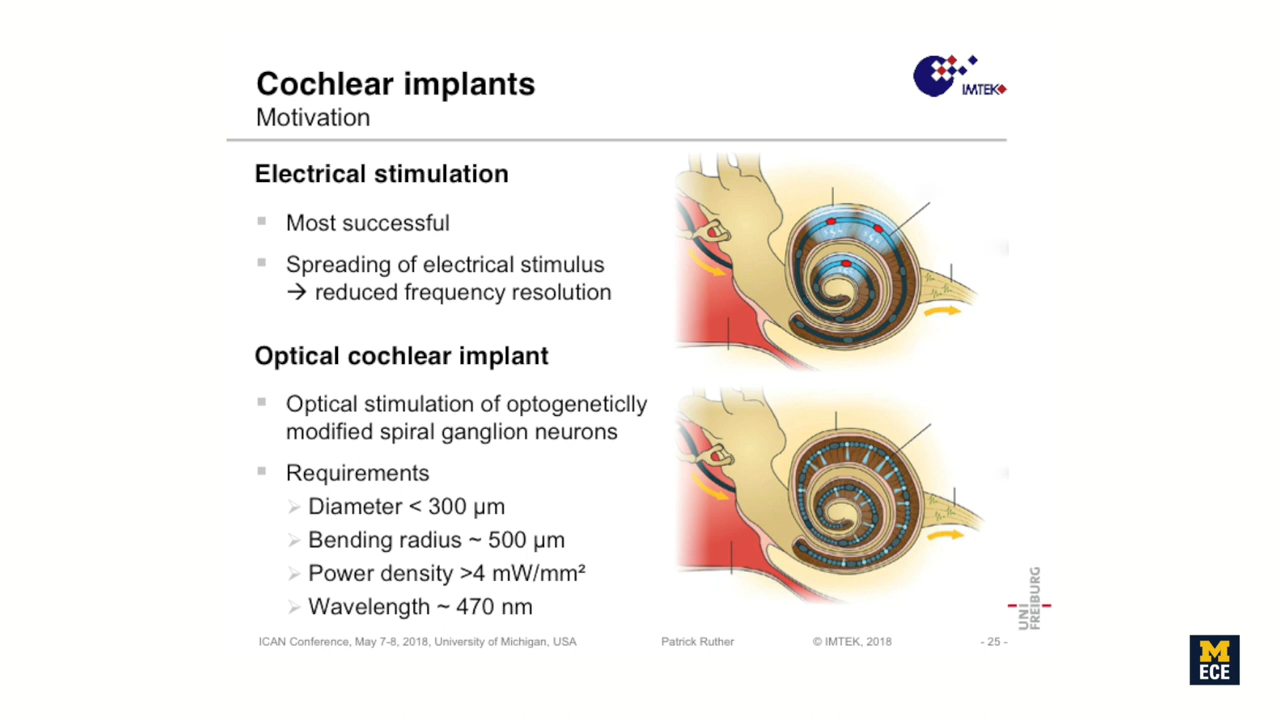 Cochlear implants
Motivation
IMTEK
Electrical stimulation
Most successful
Spreading of electrical stimulus
→ reduced frequency resolution
Optical cochlear implant
Optical stimulation of optogeneticlly
modified spiral ganglion neurons
Requirements
Diameter < 300 µm
Bending radius ~ 500 µm
Power density >4 mW/mm²
Wavelength ~ 470 nm
UNI
FREIBURG
ICAN Conference, May 7-8, 2018, University of Michigan, USA Patrick Ruther © IMTEK, 2018 - 25 -
M
ECE